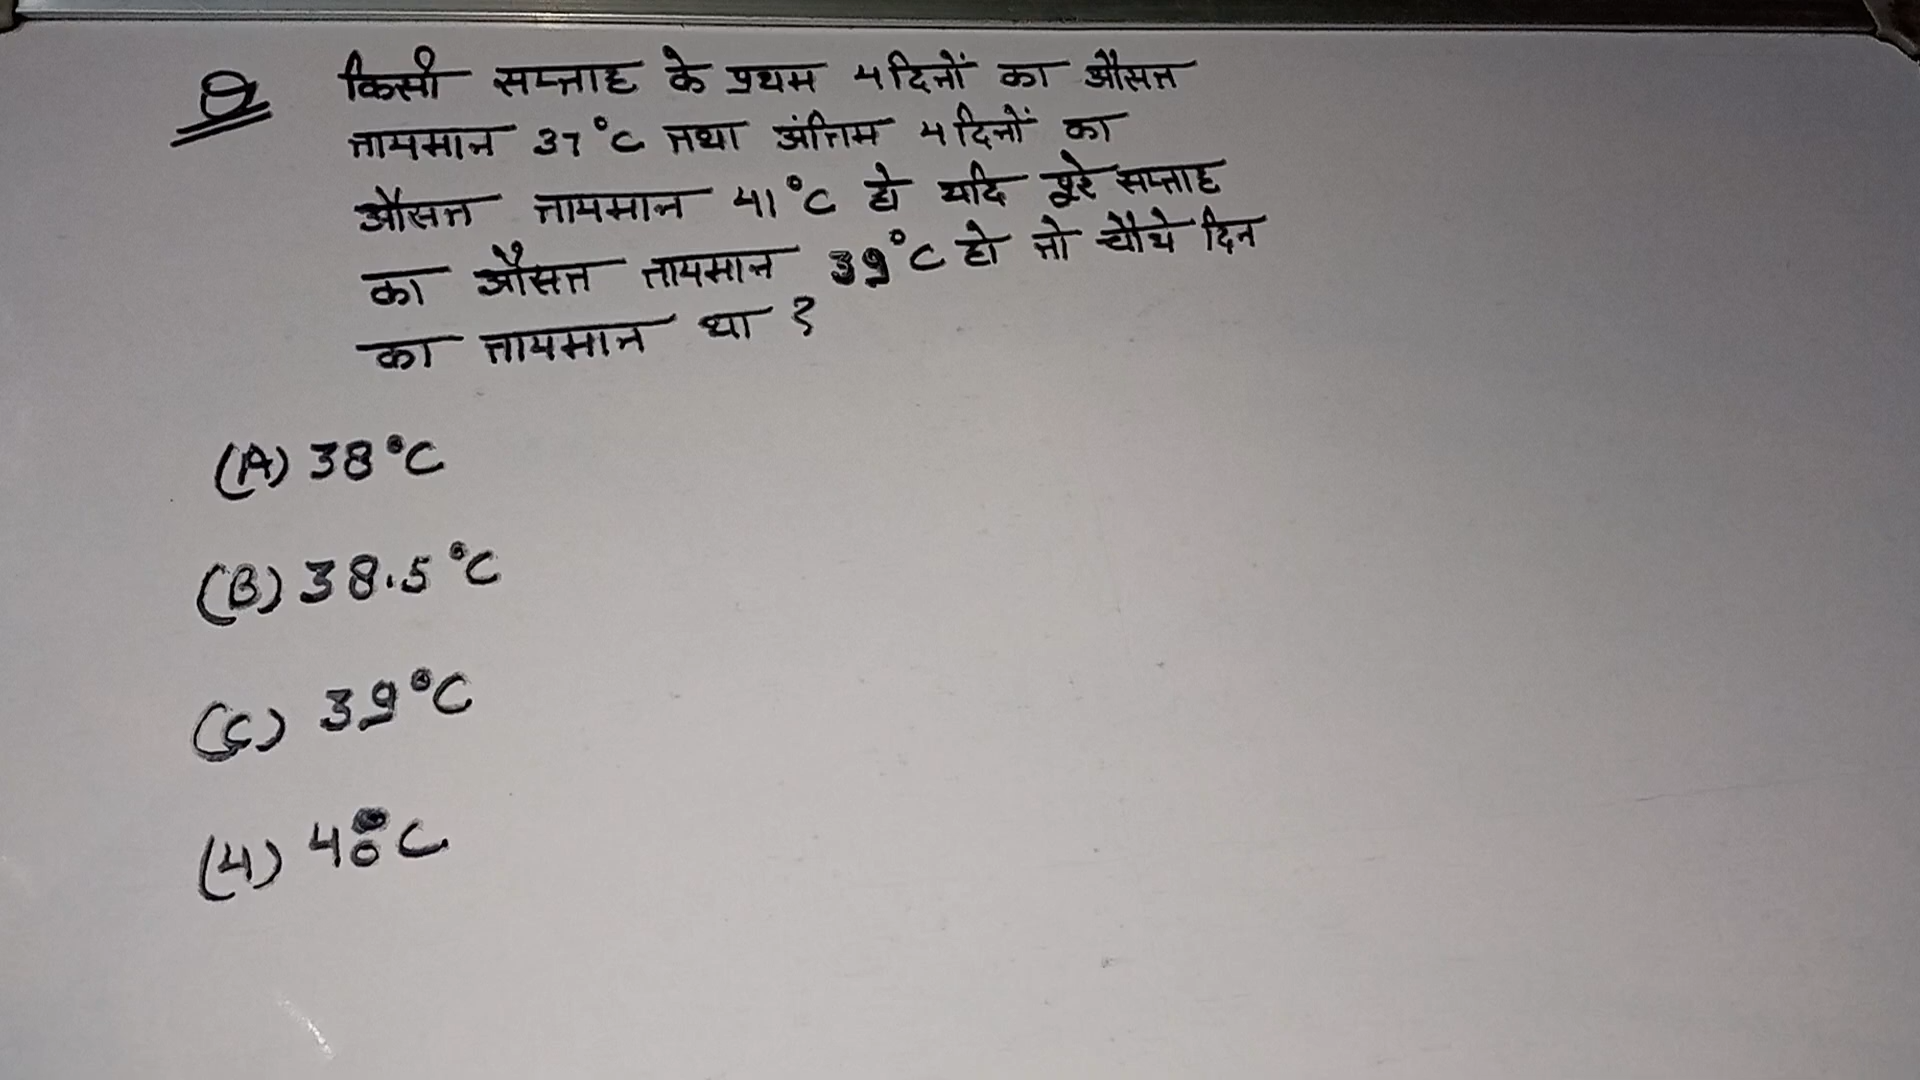 Q किसी सप्ताह के प्रथम 4 दिनों का औसत
तापमान 37°C तथा अंतिम 4 दिनों का
औसत तापमान 41°C हो यदि पूरे सप्ताह
का औसत तापमान 39°C हो तो चौथे दिन
का तापमान था ?
(A) 38°C
(B) 38.5°C
(C) 39°C
(4) 40°C